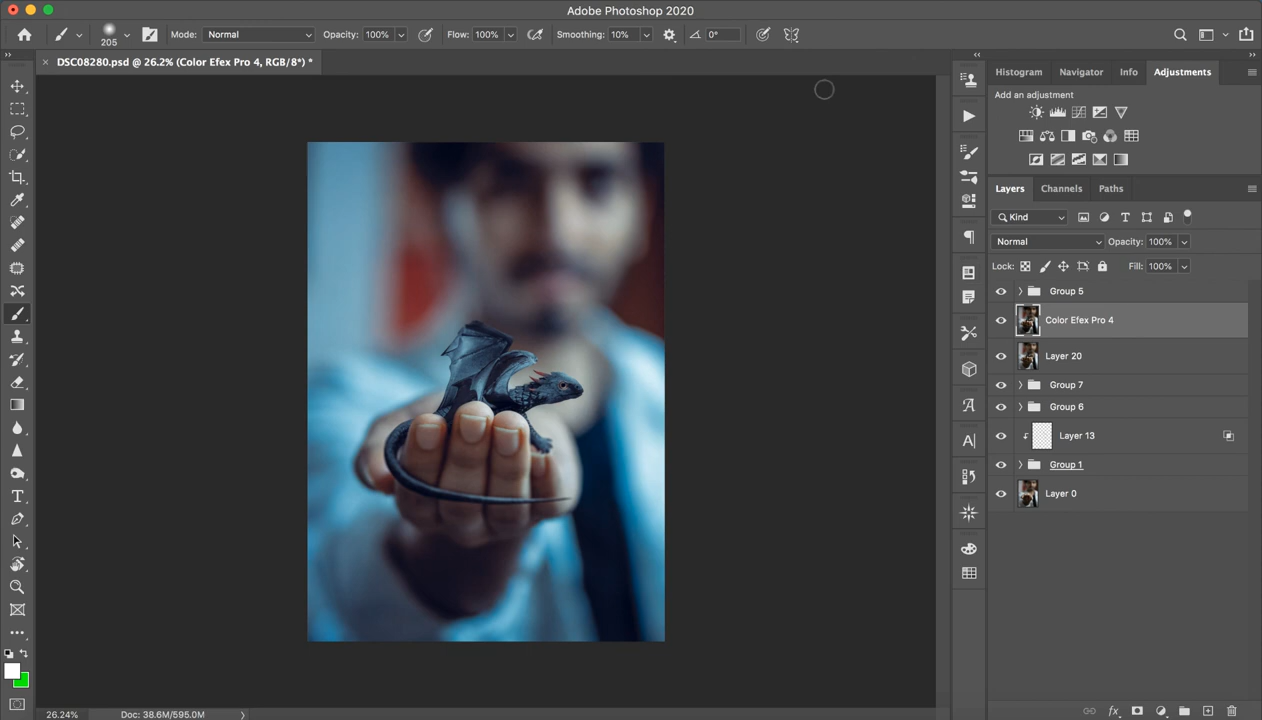 Adobe Photoshop 2020
205
Mode: Normal
Opacity: 100%
Flow: 100%
Smoothing: 10%
0°
DSC08280.psd @ 26.2% (Color Efex Pro 4, RGB/8*) *
Histogram
Navigator
Info
Adjustments
Add an adjustment
Layers
Channels
Paths
Kind
Normal
Opacity: 100%
Lock:
Fill: 100%
Group 5
Color Efex Pro 4
Layer 20
Group 7
Group 6
Layer 13
Group 1
Layer 0
26.24%
Doc: 38.6M/595.0M